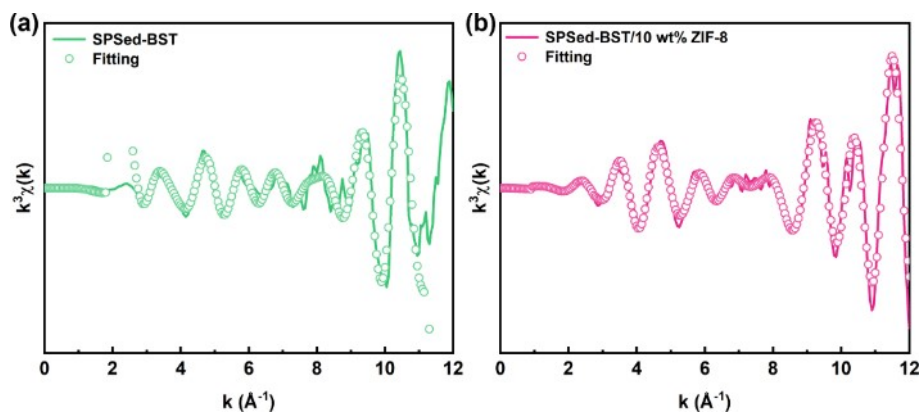 (a)
SPSed-BST
Fitting
k³χ(k)
0 2 4 6 8 10 12
k (Å⁻¹)
(b)
SPSed-BST/10 wt% ZIF-8
Fitting
k³χ(k)
0 2 4 6 8 10 12
k (Å⁻¹)